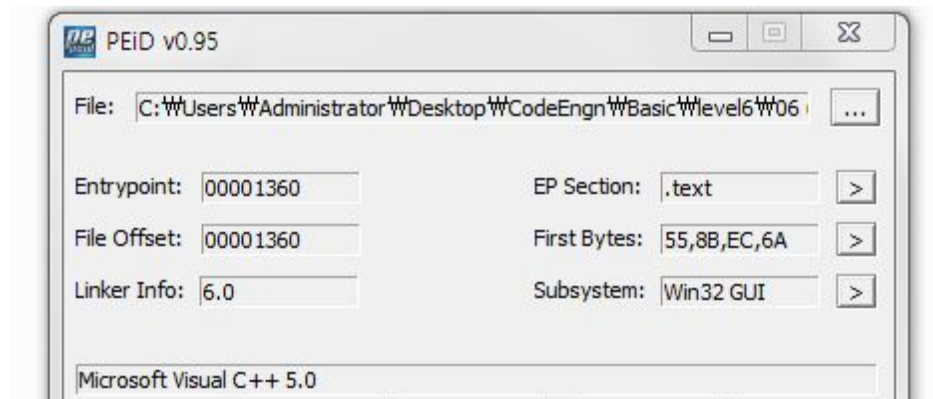 PEiD v0.95
File: C:₩Users₩Administrator₩Desktop₩CodeEngn₩Basic₩level6₩06 ...
Entrypoint: 00001360 EP Section: .text >
File Offset: 00001360 First Bytes: 55,8B,EC,6A >
Linker Info: 6.0 Subsystem: Win32 GUI >
Microsoft Visual C++ 5.0